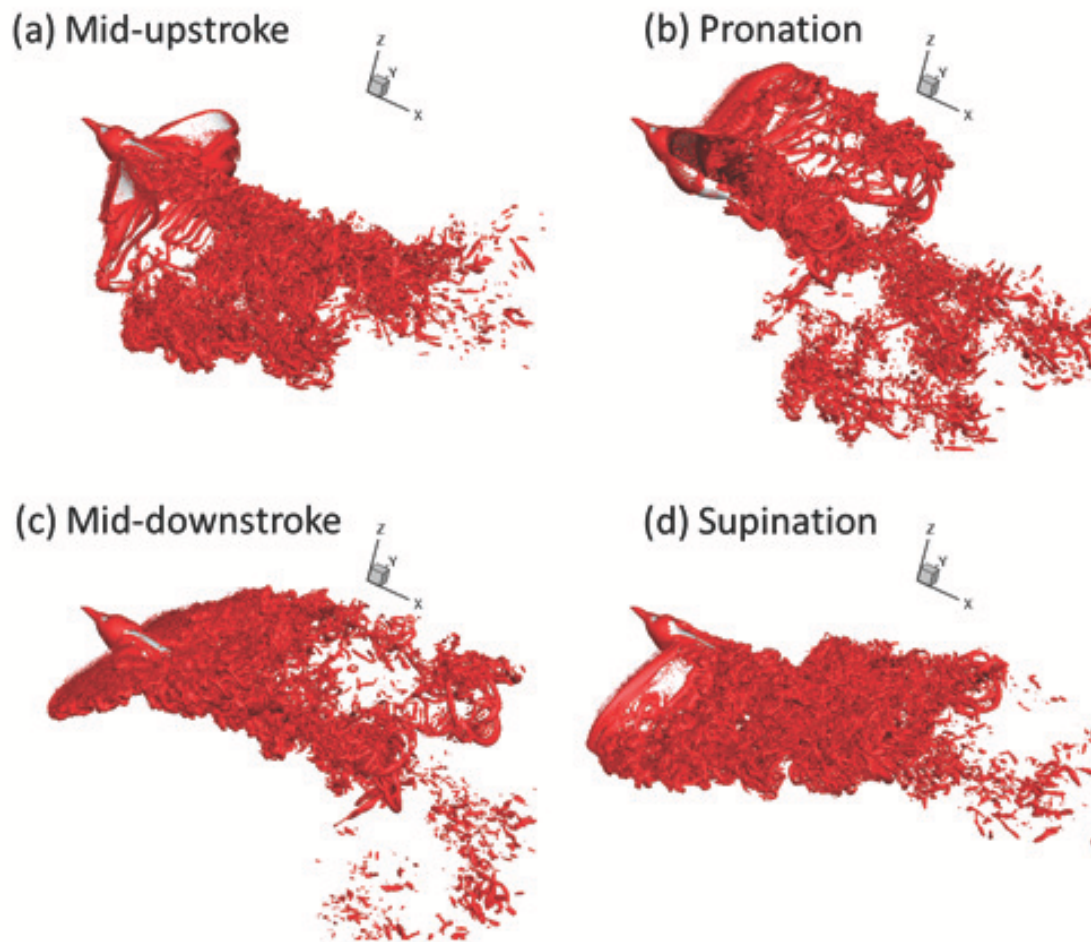 (a) Mid-upstroke
(b) Pronation
Z
Y
X
Z
Y
X
(c) Mid-downstroke
(d) Supination
Z
Y
X
Z
Y
X